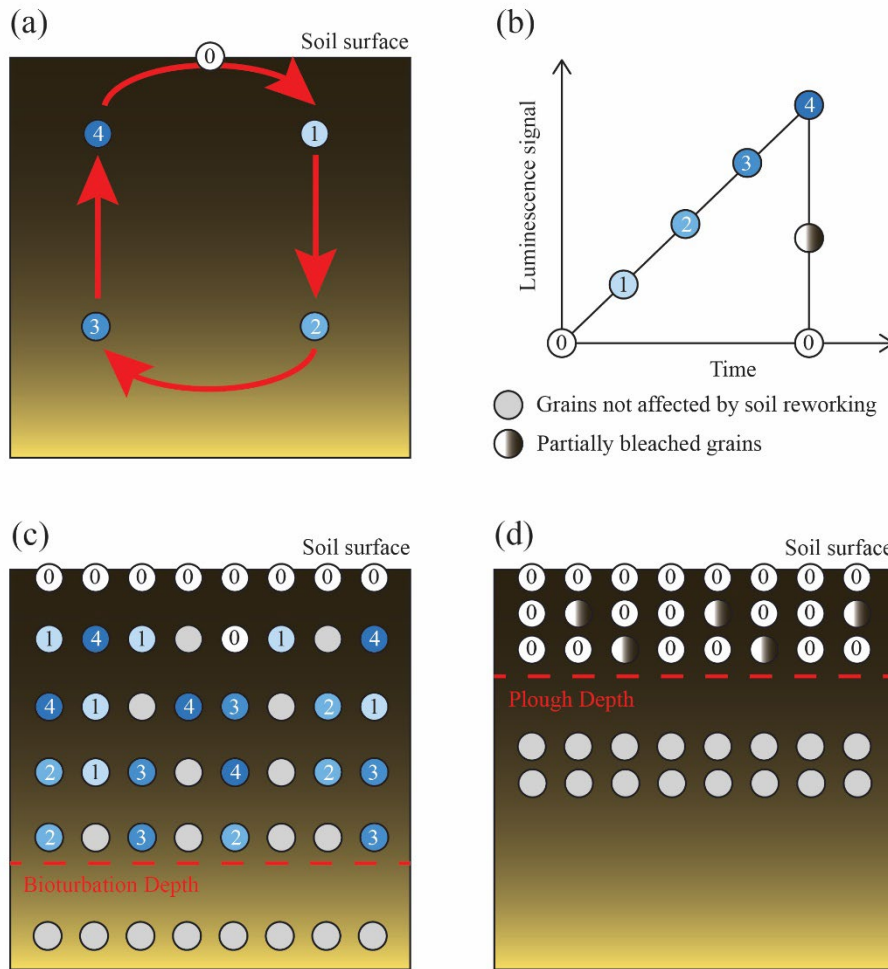 (a)
Soil surface
0
4
1
3
2
(b)
Luminescence signal
4
3
2
1
0
0
Time
Grains not affected by soil reworking
Partially bleached grains
(c)
Soil surface
0 0 0 0 0 0 0 0
1 4 1 0 1 4
4 1 4 3 2 1
2 1 3 4 2 3
2 3 2 3
Bioturbation Depth
(d)
Soil surface
0 0 0 0 0 0 0 0
0 0 0 0 0
0 0 0 0 0 0
Plough Depth